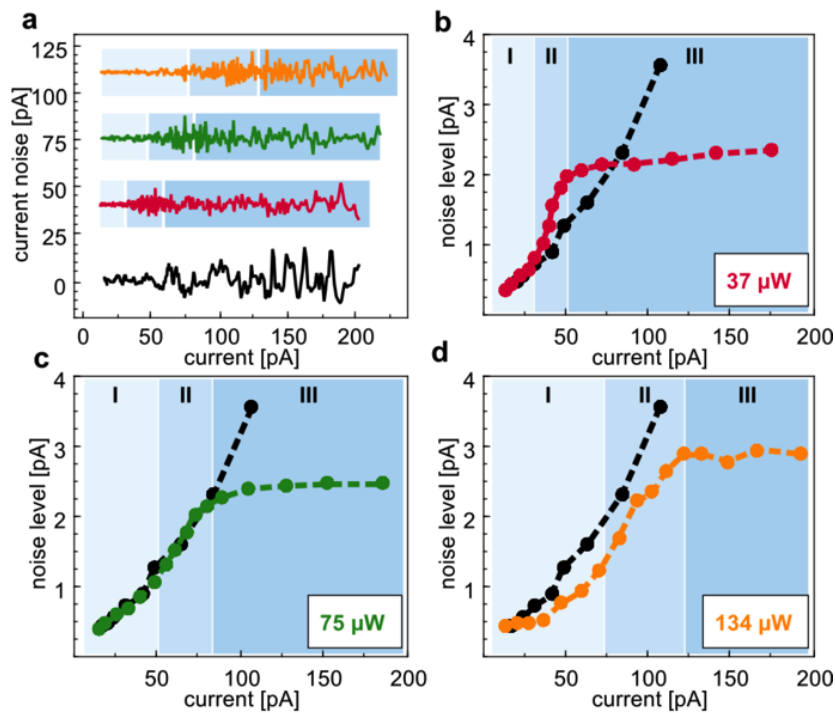 a
125
100
75
50
25
0
current noise [pA]
0
50
100
150
200
current [pA]
b
I
II
III
4
3
2
1
noise level [pA]
37 µW
50
100
150
200
current [pA]
c
I
II
III
4
3
2
1
noise level [pA]
75 µW
50
100
150
200
current [pA]
d
I
II
III
4
3
2
1
noise level [pA]
134 µW
50
100
150
200
current [pA]